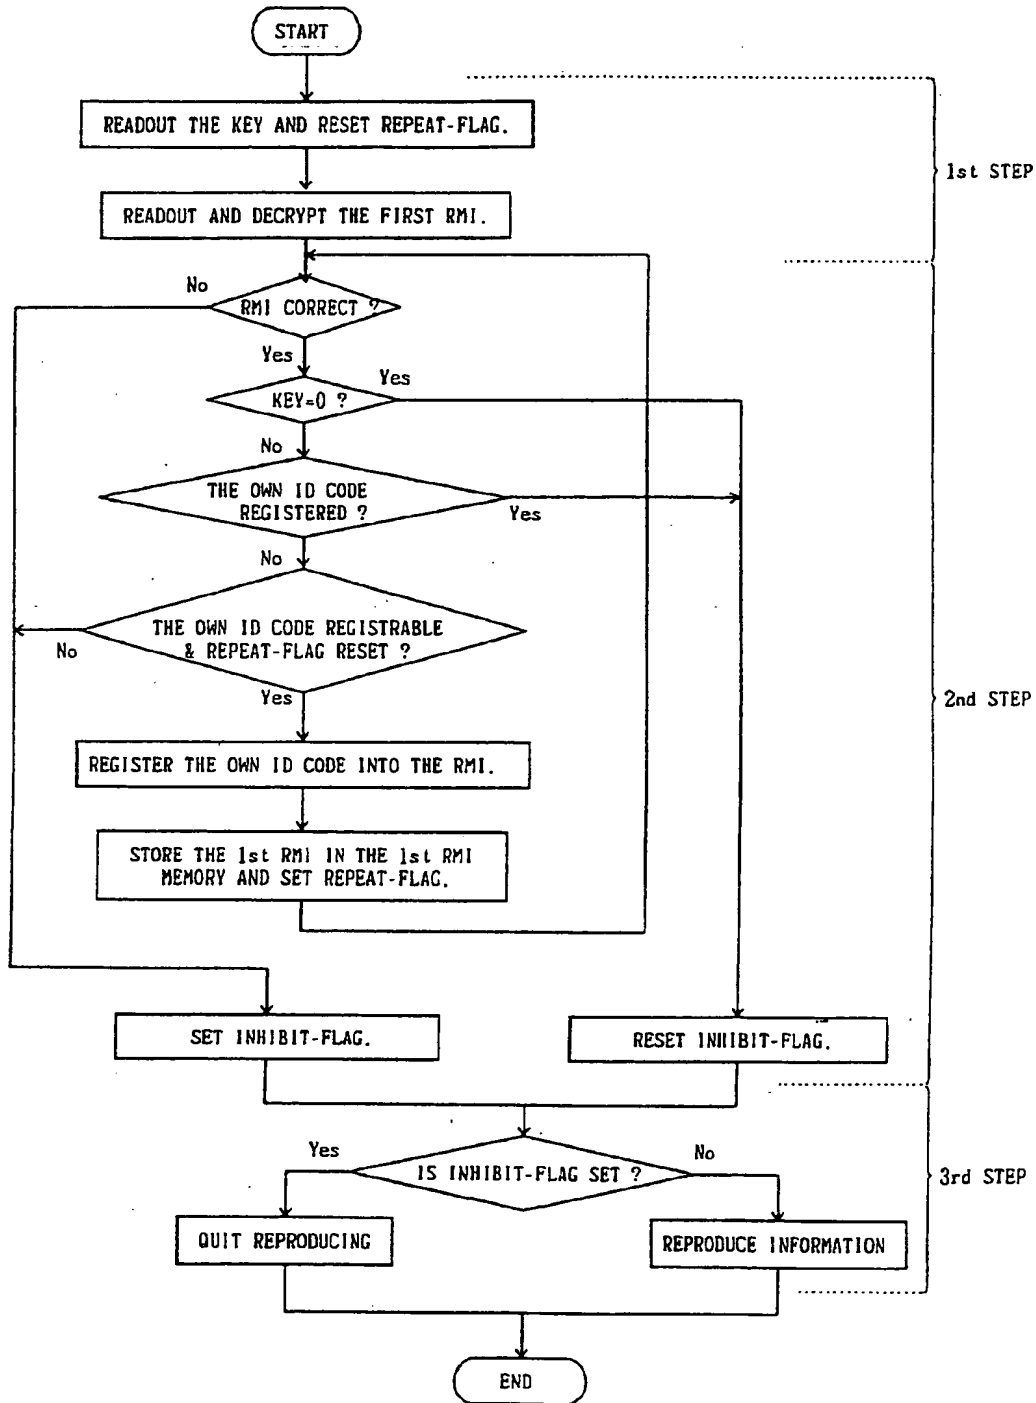 START
READOUT THE KEY AND RESET REPEAT-FLAG.
1st STEP
READOUT AND DECRYPT THE FIRST RMI.
No
RMI CORRECT ?
Yes
Yes
KEY=0 ?
No
THE OWN ID CODE
REGISTERED ?
Yes
No
THE OWN ID CODE REGISTRABLE
& REPEAT-FLAG RESET ?
No
Yes
2nd STEP
REGISTER THE OWN ID CODE INTO THE RMI.
STORE THE 1st RMI IN THE 1st RMI
MEMORY AND SET REPEAT-FLAG.
SET INHIBIT-FLAG.
RESET INHIBIT-FLAG.
Yes
No
IS INHIBIT-FLAG SET ?
3rd STEP
QUIT REPRODUCING
REPRODUCE INFORMATION
END